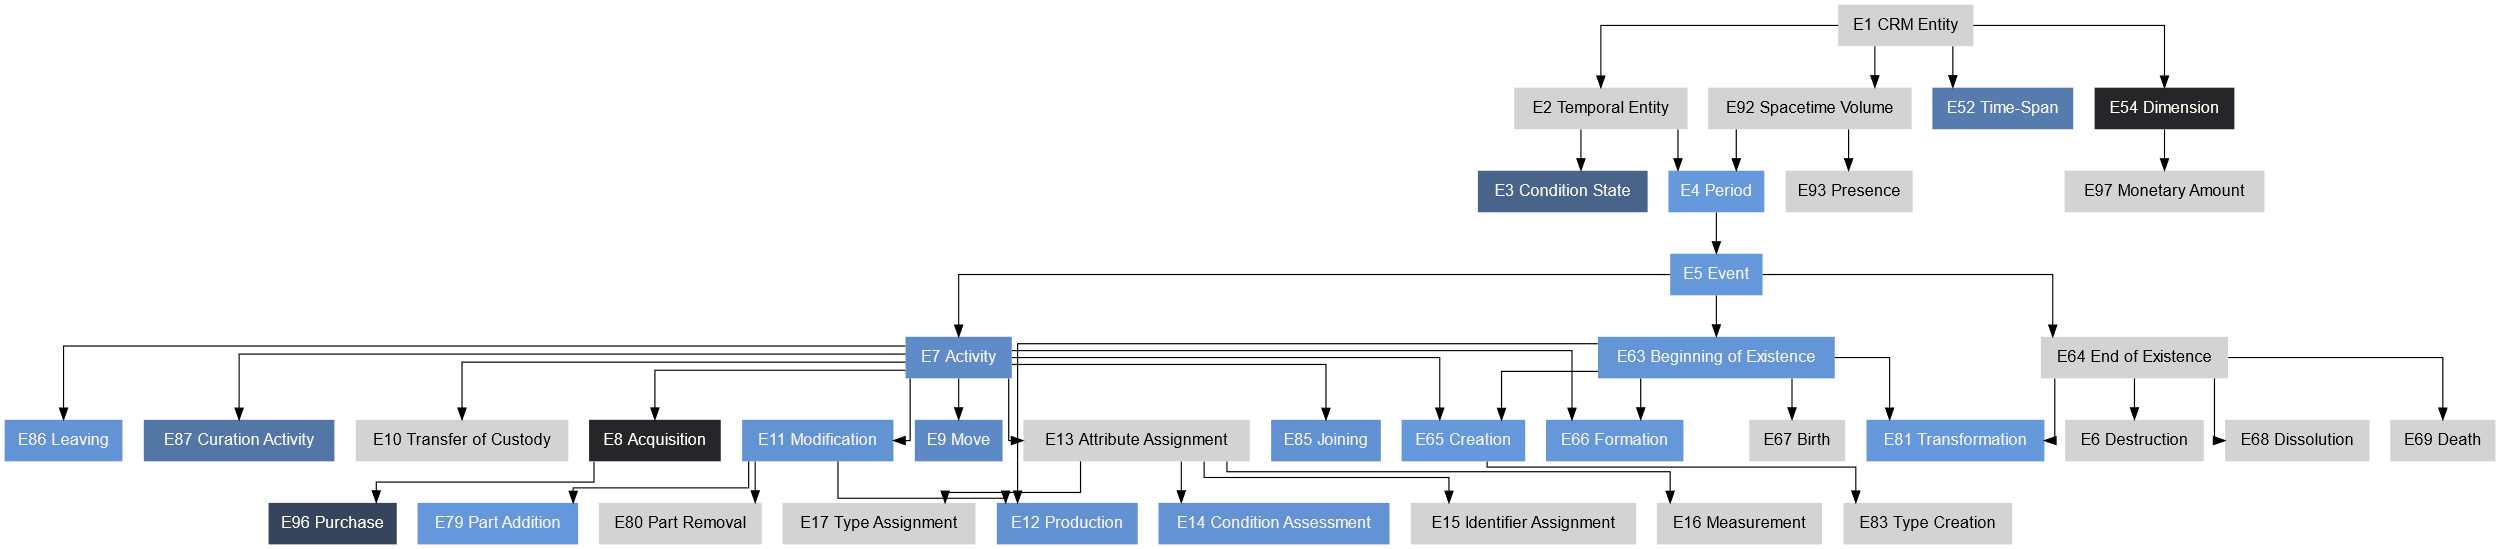 E1 CRM Entity
E2 Temporal Entity
E92 Spacetime Volume
E52 Time-Span
E54 Dimension
E3 Condition State
E4 Period
E93 Presence
E97 Monetary Amount
E5 Event
E7 Activity
E63 Beginning of Existence
E64 End of Existence
E86 Leaving
E87 Curation Activity
E10 Transfer of Custody
E8 Acquisition
E11 Modification
E9 Move
E13 Attribute Assignment
E85 Joining
E65 Creation
E66 Formation
E67 Birth
E81 Transformation
E6 Destruction
E68 Dissolution
E69 Death
E96 Purchase
E79 Part Addition
E80 Part Removal
E17 Type Assignment
E12 Production
E14 Condition Assessment
E15 Identifier Assignment
E16 Measurement
E83 Type Creation